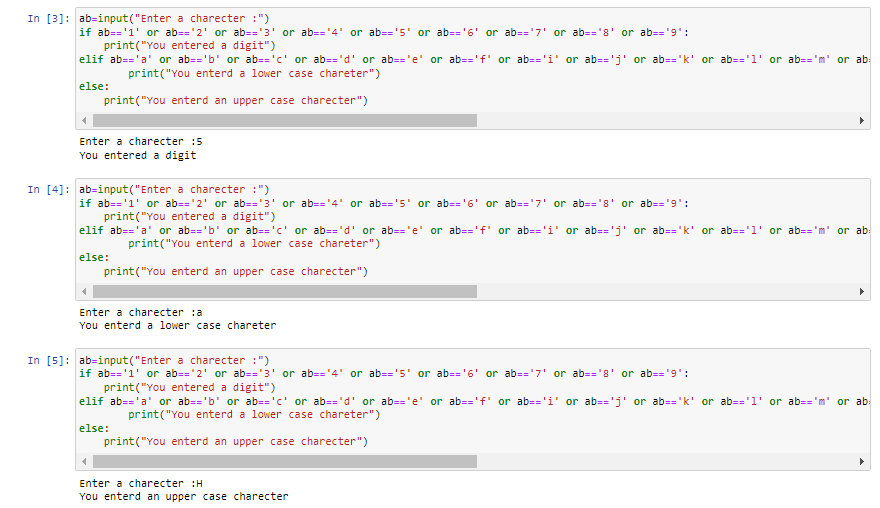 In [3]: ab=input("Enter a charecter :")
if ab=='1' or ab=='2' or ab=='3' or ab=='4' or ab=='5' or ab=='6' or ab=='7' or ab=='8' or ab=='9':
    print("You entered a digit")
elif ab=='a' or ab=='b' or ab=='c' or ab=='d' or ab=='e' or ab=='f' or ab=='i' or ab=='j' or ab=='k' or ab=='l' or ab=='m' or ab
        print("You enterd a lower case chareter")
else:
    print("You enterd an upper case charecter")
Enter a charecter :5
You entered a digit
In [4]: ab=input("Enter a charecter :")
if ab=='1' or ab=='2' or ab=='3' or ab=='4' or ab=='5' or ab=='6' or ab=='7' or ab=='8' or ab=='9':
    print("You entered a digit")
elif ab=='a' or ab=='b' or ab=='c' or ab=='d' or ab=='e' or ab=='f' or ab=='i' or ab=='j' or ab=='k' or ab=='l' or ab=='m' or ab
        print("You enterd a lower case chareter")
else:
    print("You enterd an upper case charecter")
Enter a charecter :a
You enterd a lower case chareter
In [5]: ab=input("Enter a charecter :")
if ab=='1' or ab=='2' or ab=='3' or ab=='4' or ab=='5' or ab=='6' or ab=='7' or ab=='8' or ab=='9':
    print("You entered a digit")
elif ab=='a' or ab=='b' or ab=='c' or ab=='d' or ab=='e' or ab=='f' or ab=='i' or ab=='j' or ab=='k' or ab=='l' or ab=='m' or ab
        print("You enterd a lower case chareter")
else:
    print("You enterd an upper case charecter")
Enter a charecter :H
You enterd an upper case charecter